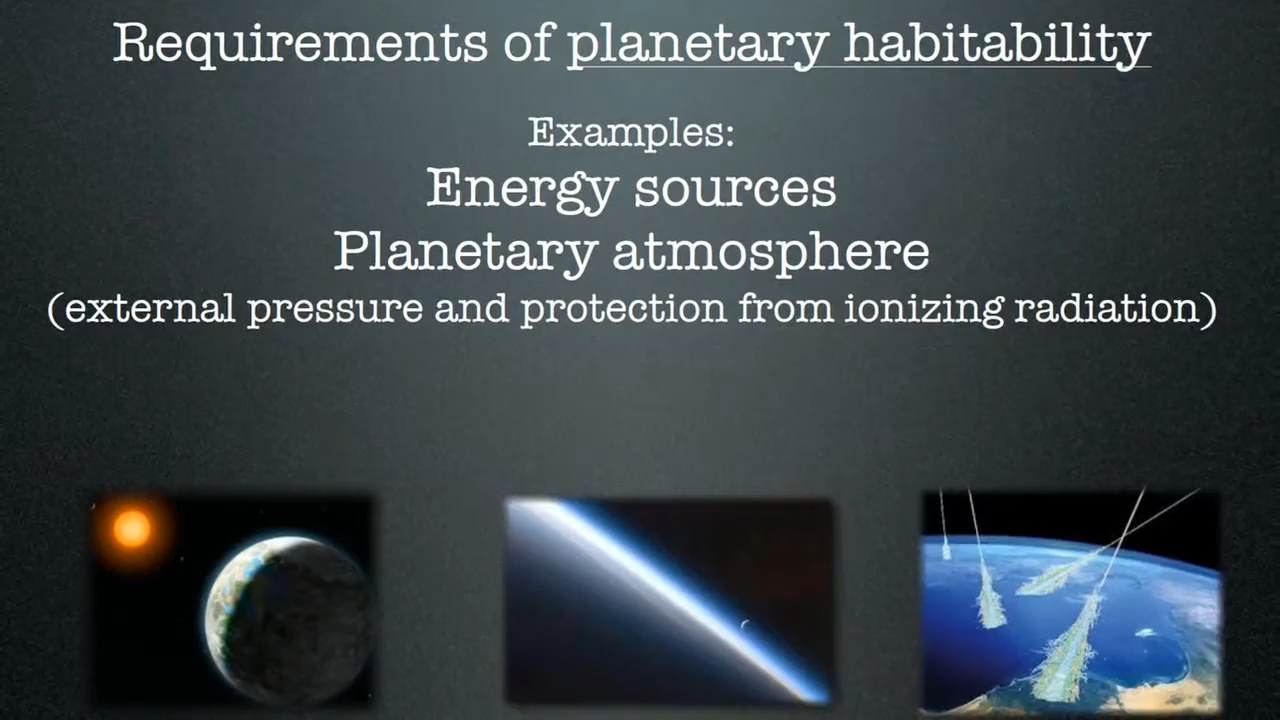 Requirements of planetary habitability
Examples:
Energy sources
Planetary atmosphere
(external pressure and protection from ionizing radiation)